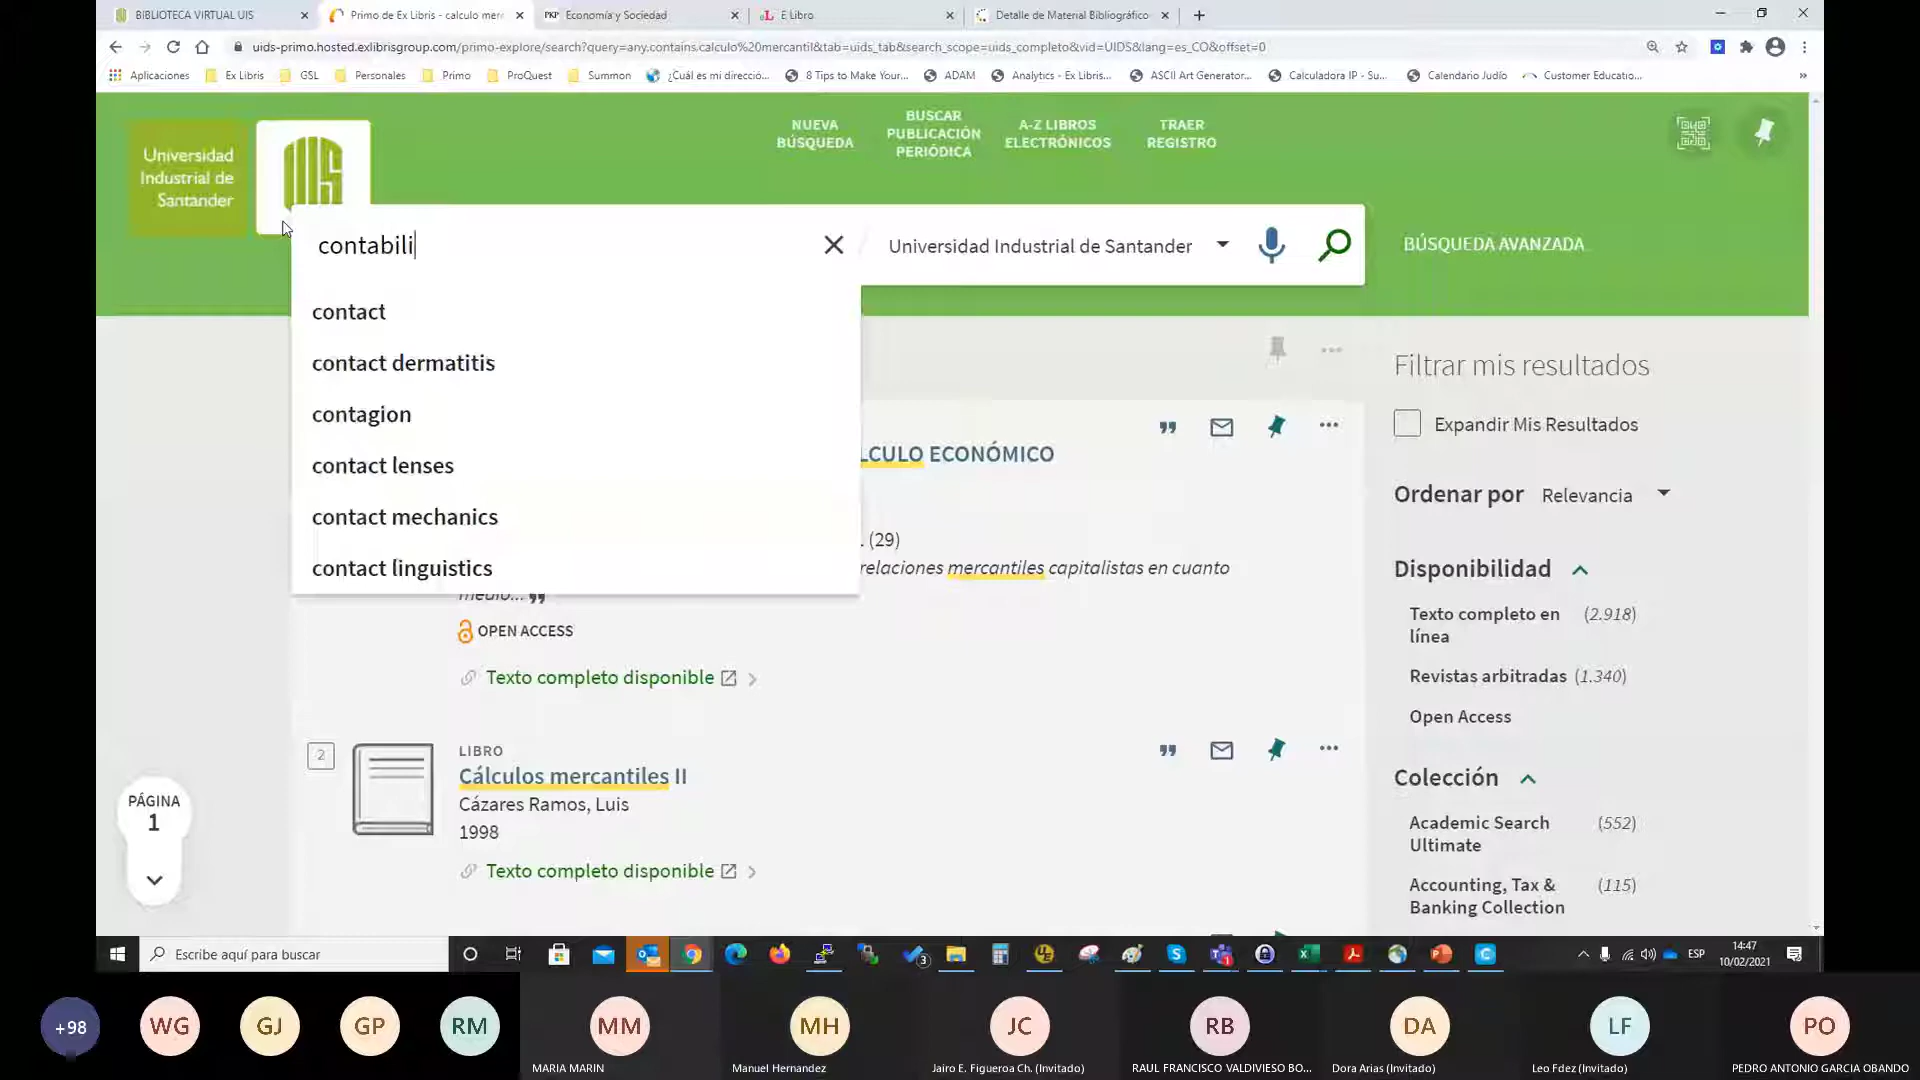 BIBLIOTECA VIRTUAL UIS
Primo de Ex Libris - calculo mer
PKP Economía y Sociedad
E Libro
Detalle de Material Bibliográfico
uids-primo.hosted.exlibrisgroup.com/primo-explore/search?query=any,contains,calculo%20mercantil&tab=uids_tab&search_scope=uids_completo&vid=UIDS&lang=es_CO&offset=0
Aplicaciones
Ex Libris
GSL
Personales
Primo
ProQuest
Summon
¿Cuál es mi direcció...
8 Tips to Make Your...
ADAM
Analytics - Ex Libris...
ASCII Art Generator...
Calculadora IP - Su...
Calendario Judío
Customer Educatio...
»
Universidad
Industrial de
Santander
NUEVA
BÚSQUEDA
BUSCAR
PUBLICACIÓN
PERIÓDICA
A-Z LIBROS
ELECTRÓNICOS
TRAER
REGISTRO
contabili
Universidad Industrial de Santander
BÚSQUEDA AVANZADA
contact
contact dermatitis
contagion
contact lenses
contact mechanics
contact linguistics
LCULO ECONÓMICO
(29)
relaciones mercantiles capitalistas en cuanto
medio...
OPEN ACCESS
Texto completo disponible
2
LIBRO
Cálculos mercantiles II
Cázares Ramos, Luis
1998
Texto completo disponible
PÁGINA
1
Filtrar mis resultados
Expandir Mis Resultados
Ordenar por Relevancia
Disponibilidad
Texto completo en línea (2.918)
Revistas arbitradas (1.340)
Open Access
Colección
Academic Search Ultimate (552)
Accounting, Tax & Banking Collection (115)
Escribe aquí para buscar
3
ESP
14:47
10/02/2021
+98
WG
GJ
GP
RM
MM
MH
JC
RB
DA
LF
PO
MARIA MARIN
Manuel Hernandez
Jairo E. Figueroa Ch. (Invitado)
RAUL FRANCISCO VALDIVIESO BO...
Dora Arias (Invitado)
Leo Fdez (Invitado)
PEDRO ANTONIO GARCIA OBANDO